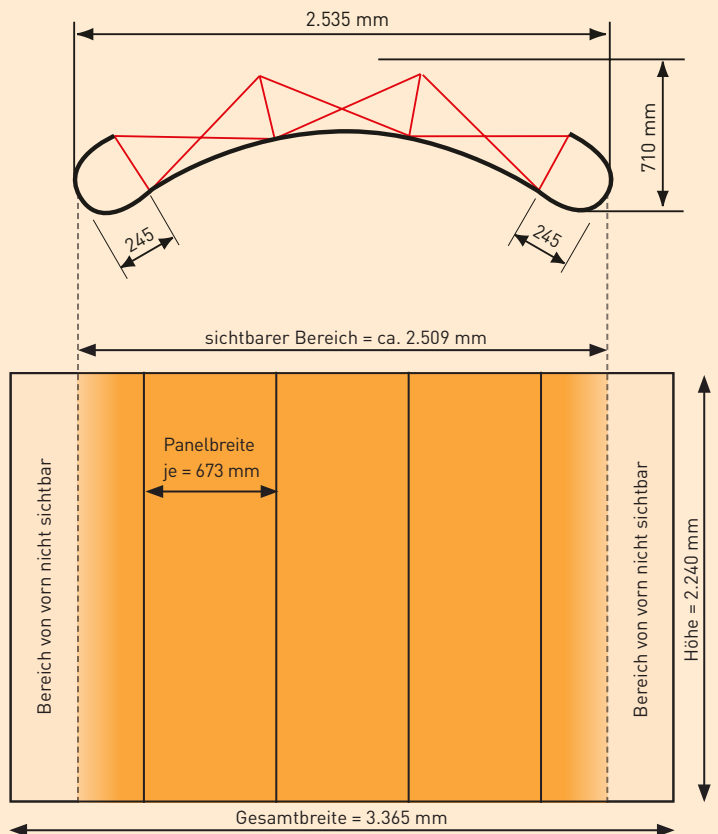 2.535 mm
710 mm
245
245
sichtbarer Bereich = ca. 2.509 mm
Panelbreite
je = 673 mm
Bereich von vorn nicht sichtbar
Bereich von vorn nicht sichtbar
Höhe = 2.240 mm
Gesamtbreite = 3.365 mm